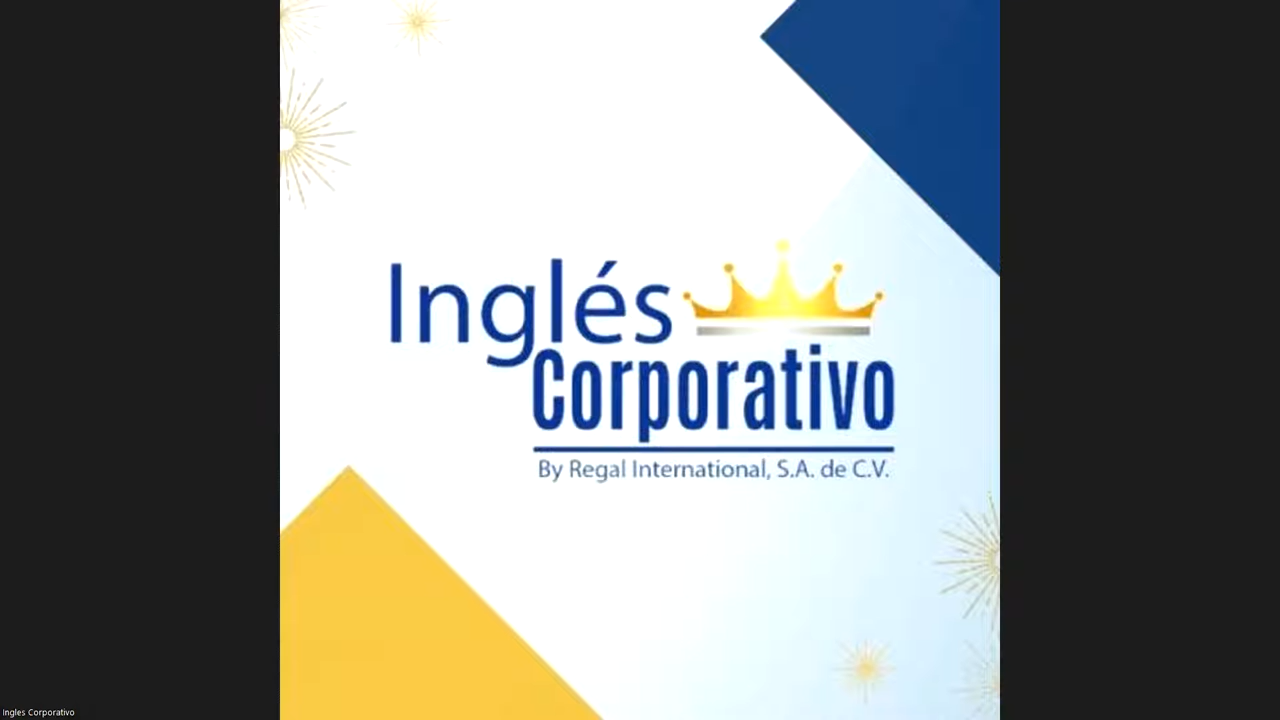 Inglés
Corporativo
By Regal International, S.A. de C.V.
Ingles Corporativo